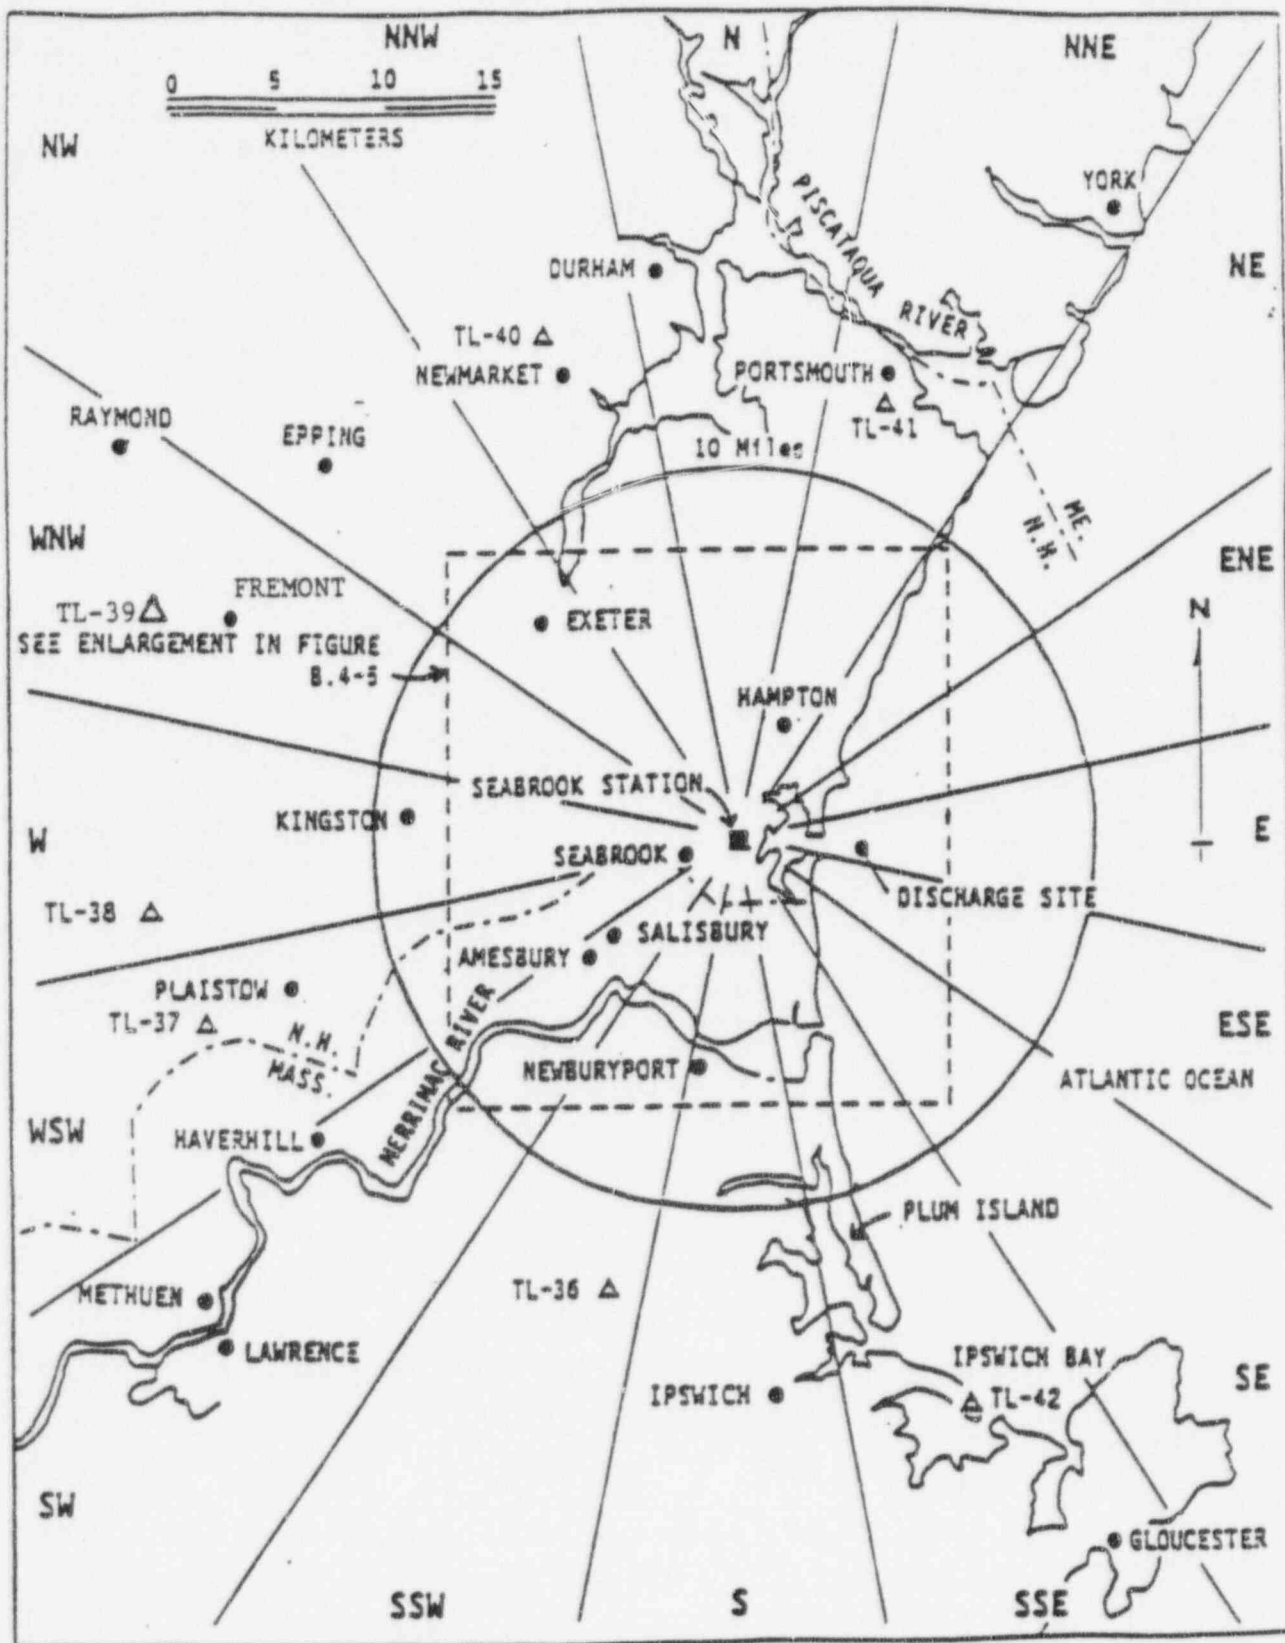 NNW
N
NNE
0 5 10 15
KILOMETERS
NW
YORK
PISCATAQUA
RIVER
DURHAM
NE
TL-40
NEWMARKET
PORTSMOUTH
TL-41
RAYMOND
EPPING
10 Miles
WNW
ME.
N.H.
ENE
FREMONT
TL-39
EXETER
N
SEE ENLARGEMENT IN FIGURE
8.4-5
HAMPTON
SEABROOK STATION
KINGSTON
W
E
SEABROOK
DISCHARGE SITE
TL-38
SALISBURY
AMESBURY
PLAISTOW
TL-37
N.H.
MASS.
MERRIMAC RIVER
ESE
NEWBURYPORT
ATLANTIC OCEAN
WSW
HAVERHILL
PLUM ISLAND
METHUEN
TL-36
LAWRENCE
IPSWICH BAY
SE
IPSWICH
TL-42
SW
GLOUCESTER
SSW
S
SSE